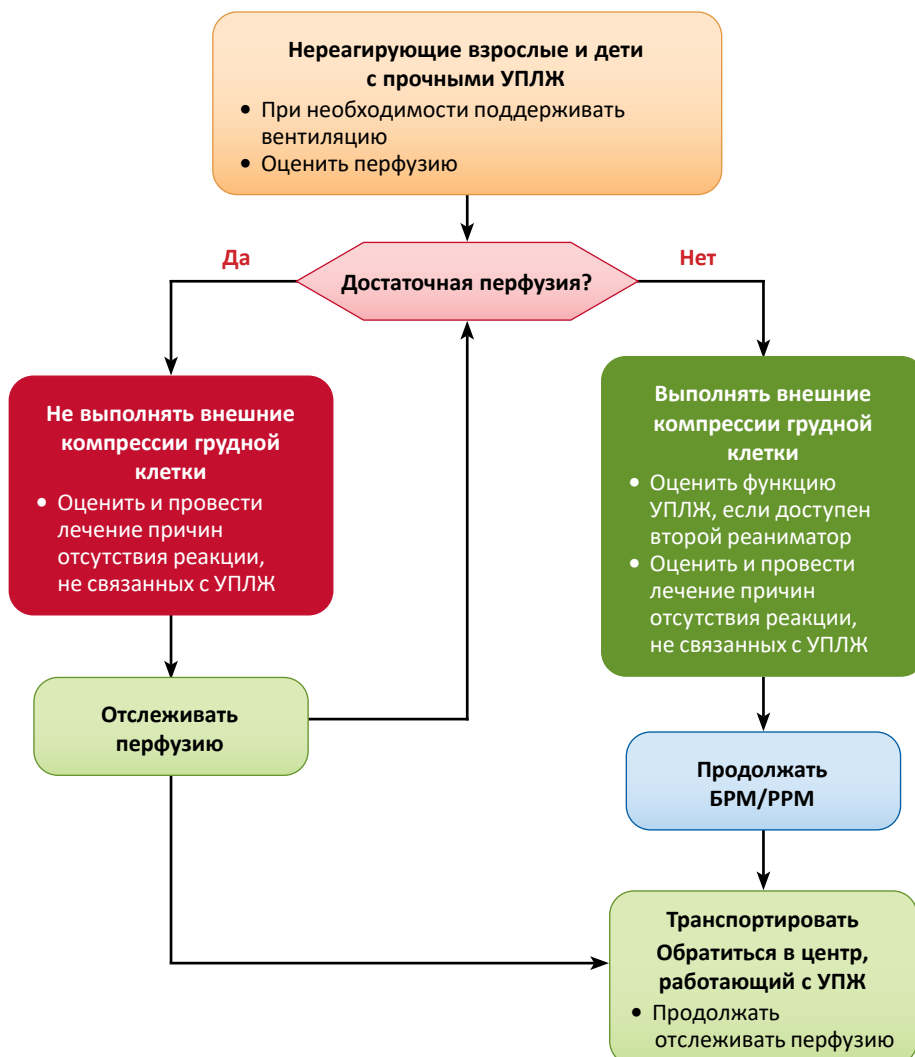 Нереагирующие взрослые и дети
с прочными УПЛЖ
• При необходимости поддерживать
вентиляцию
• Оценить перфузию
Да
Нет
Достаточная перфузия?
Не выполнять внешние
компрессии грудной
клетки
• Оценить и провести
лечение причин
отсутствия реакции,
не связанных с УПЛЖ
Выполнять внешние
компрессии грудной
клетки
• Оценить функцию
УПЛЖ, если доступен
второй реаниматор
• Оценить и провести
лечение причин
отсутствия реакции,
не связанных с УПЛЖ
Отслеживать
перфузию
Продолжать
БРМ/РРМ
Транспортировать
Обратиться в центр,
работающий с УПЖ
• Продолжать
отслеживать перфузию